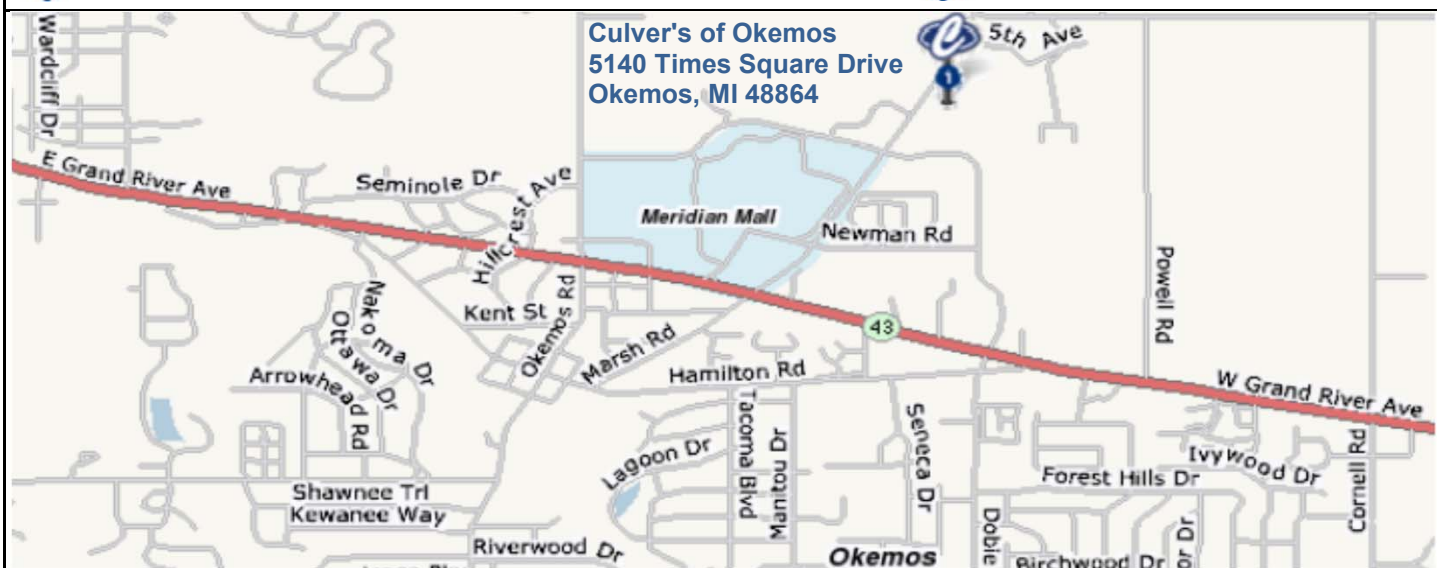 Culver's of Okemos
5140 Times Square Drive
Okemos, MI 48864
5th Ave
Wardcliff Dr
E Grand River Ave
Seminole Dr
Hillcrest Ave
Meridian Mall
Newman Rd
Powell Rd
Nakoma Dr
Ottawa Dr
Kent St
Okemos Rd
Marsh Rd
43
Arrowhead Rd
Hamilton Rd
W Grand River Ave
Tacoma Blvd
Manitou Dr
Seneca Dr
Lagoon Dr
Ivywood Dr
Cornell Rd
Forest Hills Dr
Shawnee Trl
Kewanee Way
Dobie
Riverwood Dr
Okemos
Birchwood Dr
or Dr
1
C